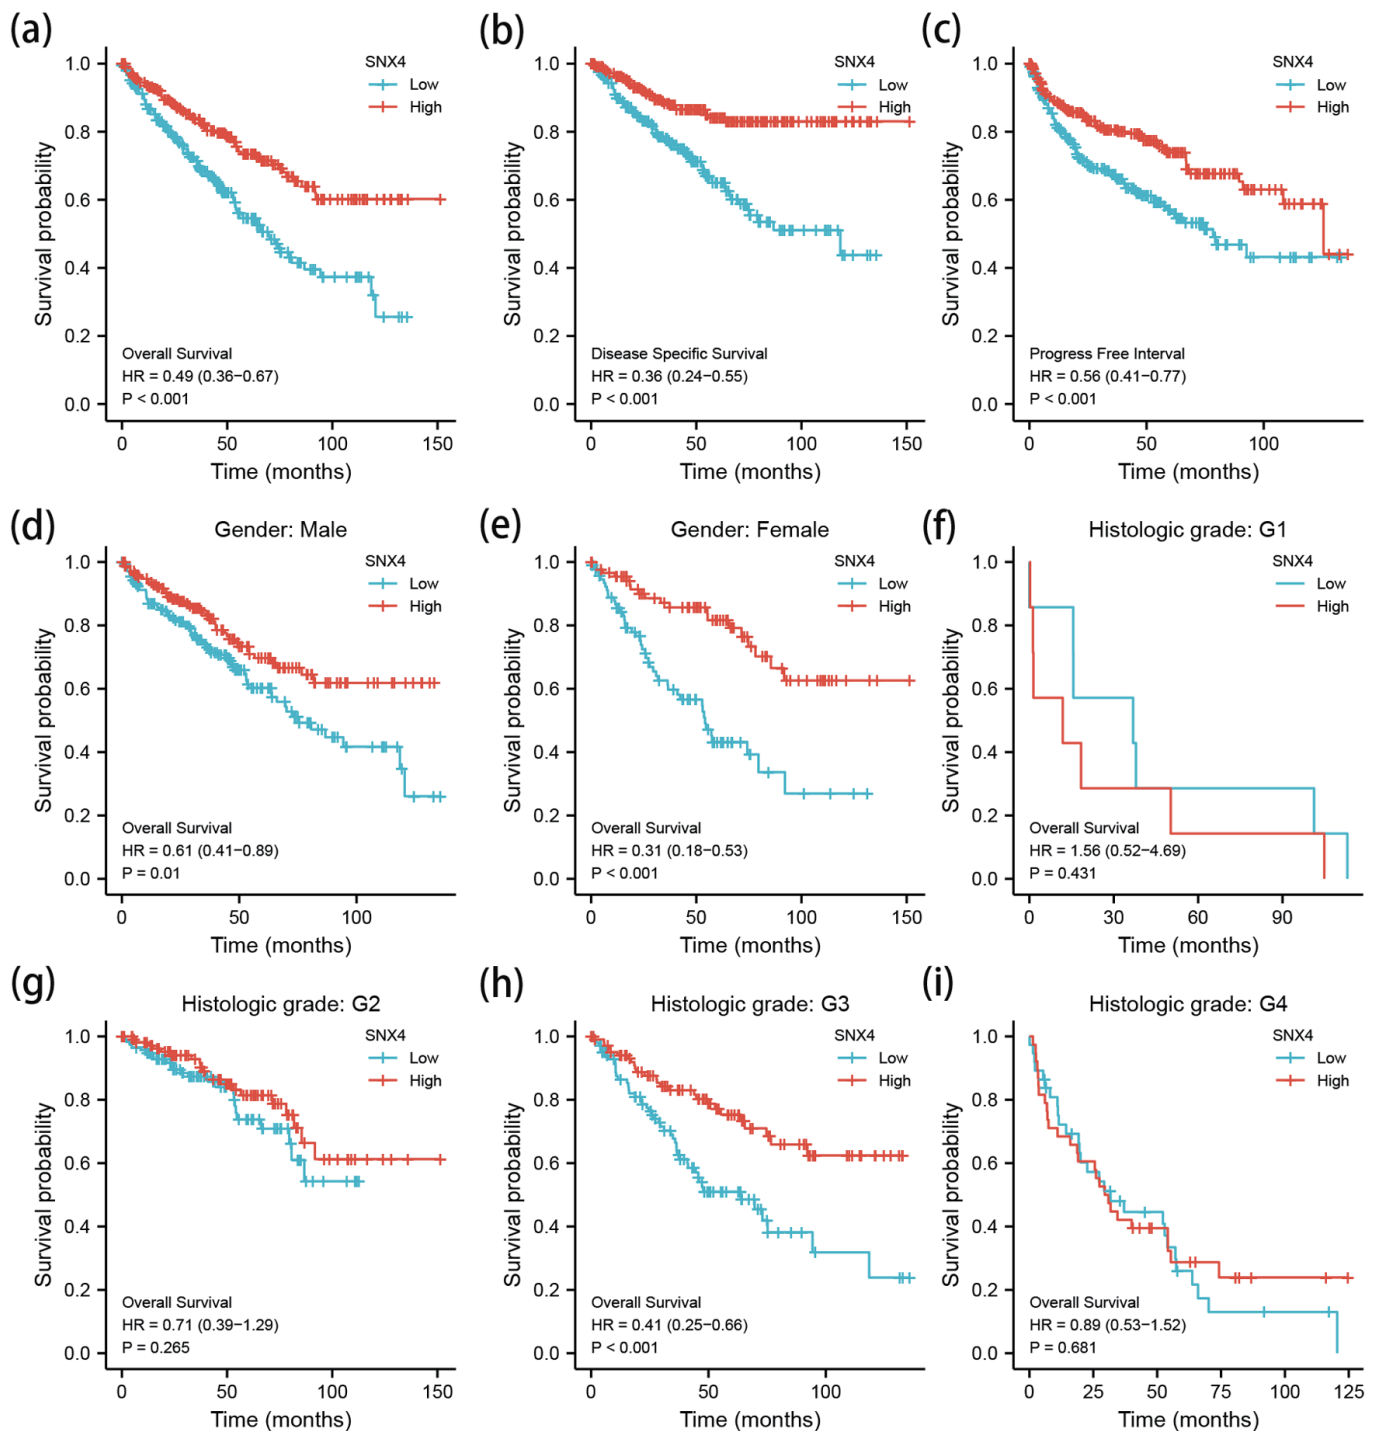 (a)
SNX4
Low
High
1.0
0.8
0.6
0.4
0.2
0.0
Survival probability
Overall Survival
HR = 0.49 (0.36−0.67)
P < 0.001
0 50 100 150
Time (months)
(b)
SNX4
Low
High
1.0
0.8
0.6
0.4
0.2
0.0
Survival probability
Disease Specific Survival
HR = 0.36 (0.24−0.55)
P < 0.001
0 50 100 150
Time (months)
(c)
SNX4
Low
High
1.0
0.8
0.6
0.4
0.2
0.0
Survival probability
Progress Free Interval
HR = 0.56 (0.41−0.77)
P < 0.001
0 50 100
Time (months)
(d)
Gender: Male
SNX4
Low
High
1.0
0.8
0.6
0.4
0.2
0.0
Survival probability
Overall Survival
HR = 0.61 (0.41−0.89)
P = 0.01
0 50 100
Time (months)
(e)
Gender: Female
SNX4
Low
High
1.0
0.8
0.6
0.4
0.2
0.0
Survival probability
Overall Survival
HR = 0.31 (0.18−0.53)
P < 0.001
0 50 100 150
Time (months)
(f)
Histologic grade: G1
SNX4
Low
High
1.0
0.8
0.6
0.4
0.2
0.0
Survival probability
Overall Survival
HR = 1.56 (0.52−4.69)
P = 0.431
0 30 60 90
Time (months)
(g)
Histologic grade: G2
SNX4
Low
High
1.0
0.8
0.6
0.4
0.2
0.0
Survival probability
Overall Survival
HR = 0.71 (0.39−1.29)
P = 0.265
0 50 100 150
Time (months)
(h)
Histologic grade: G3
SNX4
Low
High
1.0
0.8
0.6
0.4
0.2
0.0
Survival probability
Overall Survival
HR = 0.41 (0.25−0.66)
P < 0.001
0 50 100
Time (months)
(i)
Histologic grade: G4
SNX4
Low
High
1.0
0.8
0.6
0.4
0.2
0.0
Survival probability
Overall Survival
HR = 0.89 (0.53−1.52)
P = 0.681
0 25 50 75 100 125
Time (months)